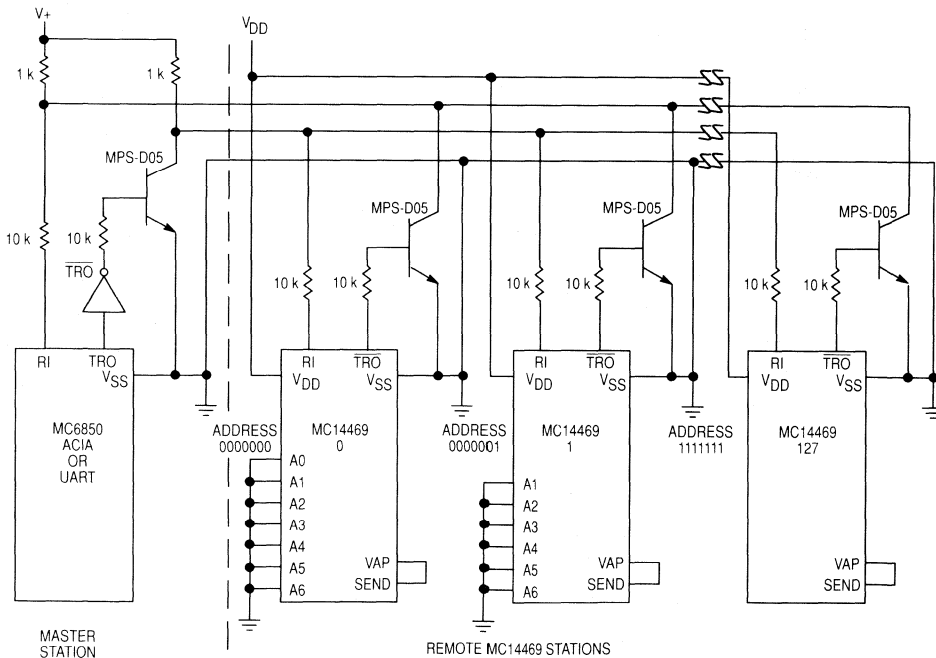 V+
VDD
1 k
1 k
MPS-D05
MPS-D05
MPS-D05
MPS-D05
10 k
10 k
10 k
10 k
10 k
10 k
10 k
10 k
TRO
RI
TRO
VSS
RI
TRO
VDD
VSS
RI
TRO
VDD
VSS
RI
TRO
VDD
VSS
MC6850
ACIA
OR
UART
ADDRESS
0000000
MC14469
0
ADDRESS
0000001
MC14469
1
ADDRESS
1111111
MC14469
127
A0
A1
A2
A3
A4
A5
A6
VAP
SEND
A1
A2
A3
A4
A5
A6
VAP
SEND
VAP
SEND
MASTER
STATION
REMOTE MC14469 STATIONS